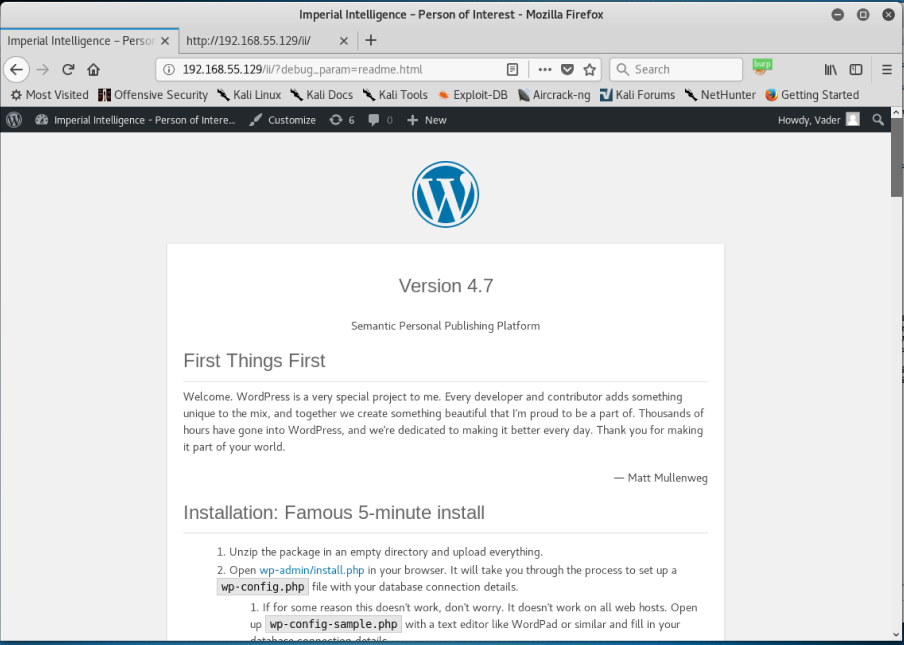 Imperial Intelligence – Person of Interest - Mozilla Firefox
Imperial Intelligence – Person
http://192.168.55.129/ii/
192.168.55.129/ii/?debug_param=readme.html
Search
burp
Most Visited Offensive Security Kali Linux Kali Docs Kali Tools Exploit-DB Aircrack-ng Kali Forums NetHunter Getting Started
Imperial Intelligence - Person of Intere... Customize 6 0 New Howdy, Vader
Version 4.7
Semantic Personal Publishing Platform
First Things First
Welcome. WordPress is a very special project to me. Every developer and contributor adds something
unique to the mix, and together we create something beautiful that I'm proud to be a part of. Thousands of
hours have gone into WordPress, and we're dedicated to making it better every day. Thank you for making
it part of your world.
— Matt Mullenweg
Installation: Famous 5-minute install
1. Unzip the package in an empty directory and upload everything.
2. Open wp-admin/install.php in your browser. It will take you through the process to set up a
wp-config.php file with your database connection details.
1. If for some reason this doesn't work, don't worry. It doesn't work on all web hosts. Open
up wp-config-sample.php with a text editor like WordPad or similar and fill in your
database connection details.